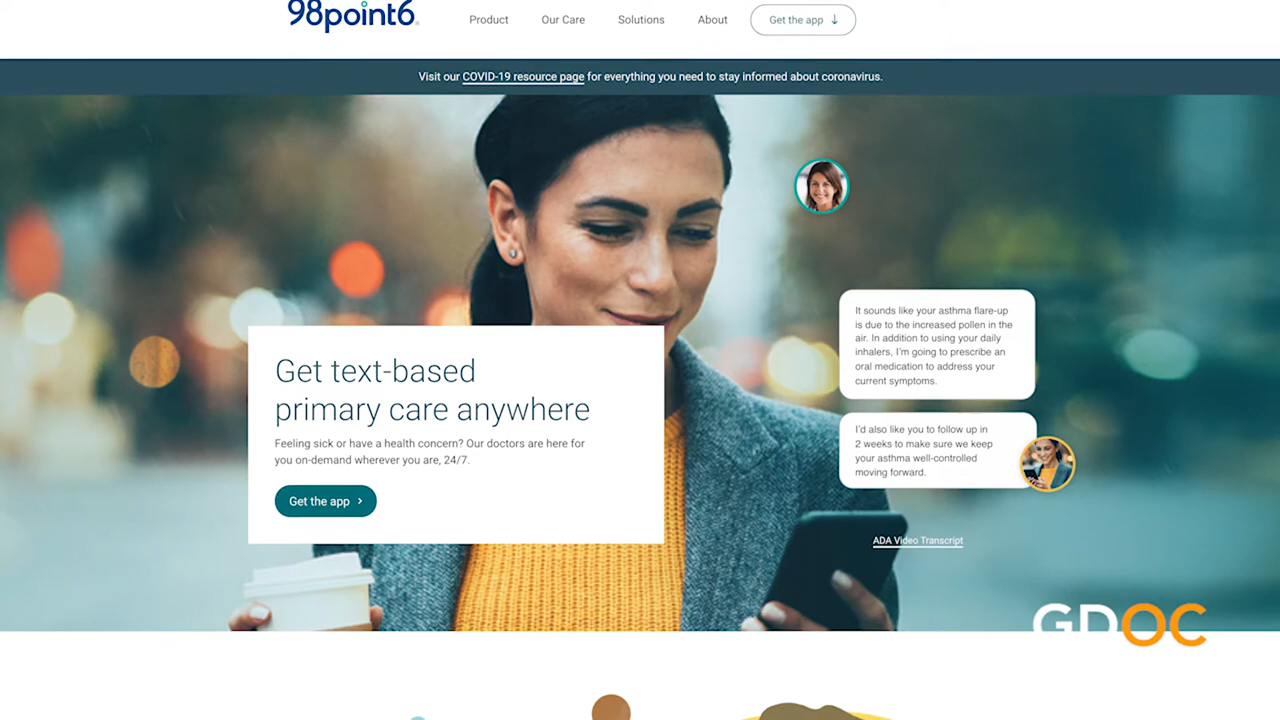 98point6
Product Our Care Solutions About Get the app
Visit our COVID-19 resource page for everything you need to stay informed about coronavirus.
It sounds like your asthma flare-up
is due to the increased pollen in the
air. In addition to using your daily
inhalers, I'm going to prescribe an
oral medication to address your
current symptoms.
Get text-based
primary care anywhere
Feeling sick or have a health concern? Our doctors are here for
you on-demand wherever you are, 24/7.
Get the app
I'd also like you to follow up in
2 weeks to make sure we keep
your asthma well-controlled
moving forward.
ADA Video Transcript
GDOC